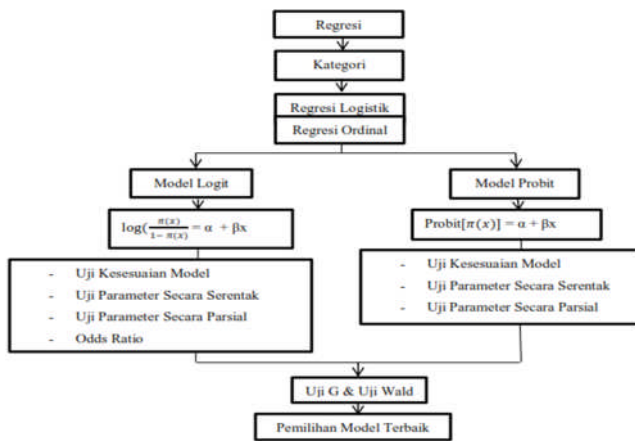 Regresi
Kategori
Regresi Logistik
Regresi Ordinal
Model Logit
Model Probit
log(π(x)/1− π(x) = α + βx
Probit[π(x)] = α + βx
- Uji Kesesuaian Model
- Uji Parameter Secara Serentak
- Uji Parameter Secara Parsial
- Odds Ratio
- Uji Kesesuaian Model
- Uji Parameter Secara Serentak
- Uji Parameter Secara Parsial
Uji G & Uji Wald
Pemilihan Model Terbaik